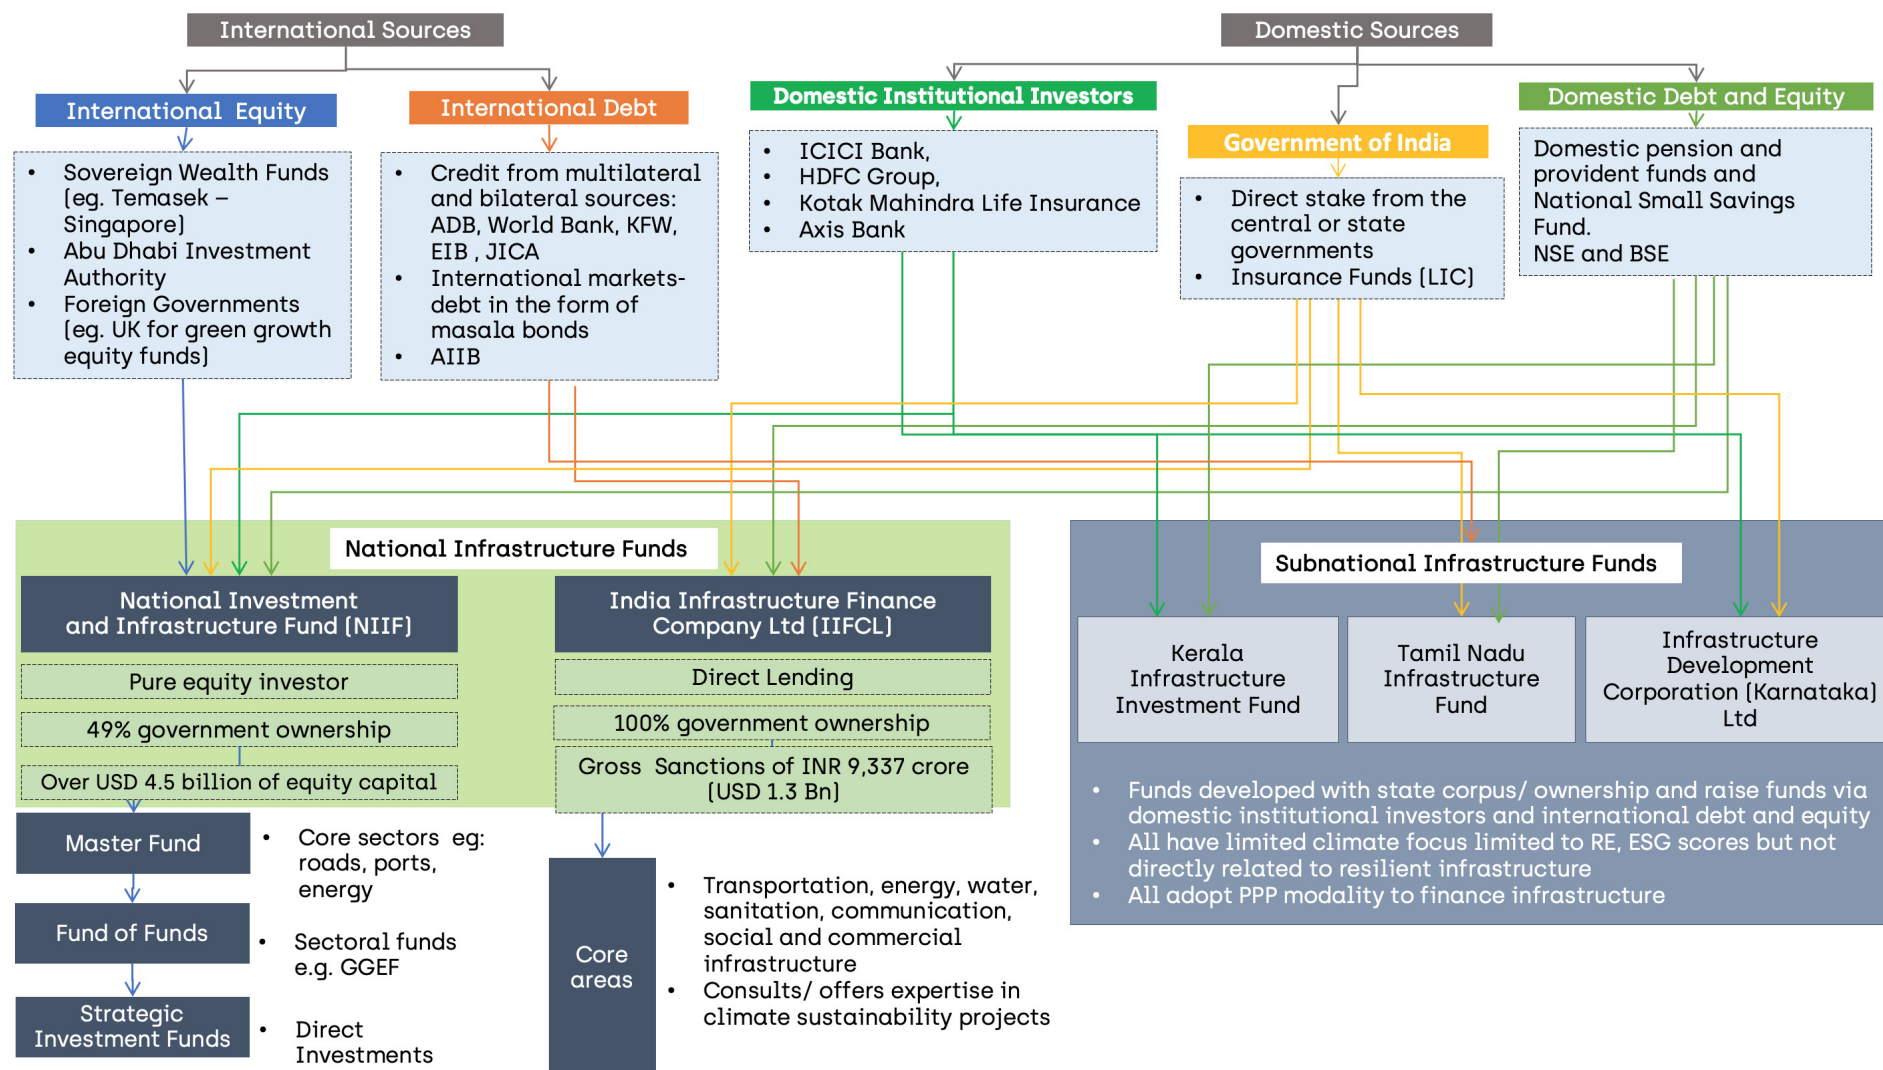 International Sources
Domestic Sources
International  Equity
International Debt
Domestic Institutional Investors
Government of India
Domestic Debt and Equity
• Sovereign Wealth Funds
(eg. Temasek –
Singapore)
• Abu Dhabi Investment
Authority
• Foreign Governments
(eg. UK for green growth
equity funds)
• Credit from multilateral
and bilateral sources:
ADB, World Bank, KFW,
EIB , JICA
• International markets-
debt in the form of
masala bonds
• AIIB
• ICICI Bank,
• HDFC Group,
• Kotak Mahindra Life Insurance
• Axis Bank
• Direct stake from the
central or state
governments
• Insurance Funds (LIC)
Domestic pension and
provident funds and
National Small Savings
Fund.
NSE and BSE
National Infrastructure Funds
National Investment
and Infrastructure Fund (NIIF)
Pure equity investor
49% government ownership
Over USD 4.5 billion of equity capital
India Infrastructure Finance
Company Ltd (IIFCL)
Direct Lending
100% government ownership
Gross  Sanctions of INR 9,337 crore
(USD 1.3 Bn)
Master Fund
• Core sectors  eg:
roads, ports,
energy
Fund of Funds
• Sectoral funds
e.g. GGEF
Strategic
Investment Funds
• Direct
Investments
Core
areas
• Transportation, energy, water,
sanitation, communication,
social and commercial
infrastructure
• Consults/ offers expertise in
climate sustainability projects
Subnational Infrastructure Funds
Kerala
Infrastructure
Investment Fund
Tamil Nadu
Infrastructure
Fund
Infrastructure
Development
Corporation (Karnataka)
Ltd
• Funds developed with state corpus/ ownership and raise funds via
domestic institutional investors and international debt and equity
• All have limited climate focus limited to RE, ESG scores but not
directly related to resilient infrastructure
• All adopt PPP modality to finance infrastructure